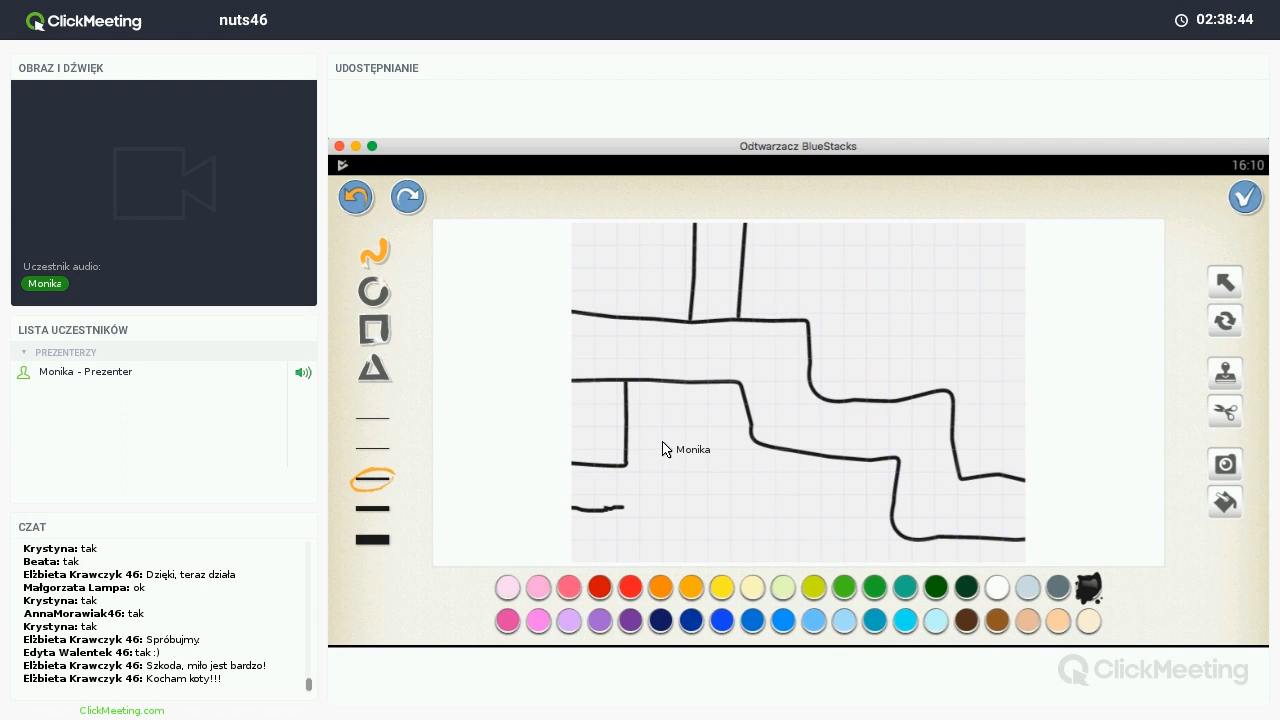 ClickMeeting
nuts46
02:38:44
OBRAZ I DŹWIĘK
UDOSTĘPNIANIE
Uczestnik audio:
Monika
Odtwarzacz BlueStacks
16:10
Monika
LISTA UCZESTNIKÓW
PREZENTERZY
Monika - Prezenter
CZAT
Krystyna: tak
Beata: tak
Elżbieta Krawczyk 46: Dzięki, teraz działa
Małgorzata Lampa: ok
Krystyna: tak
AnnaMorawiak46: tak
Krystyna: tak
Elżbieta Krawczyk 46: Spróbujmy.
Edyta Walentek 46: tak :)
Elżbieta Krawczyk 46: Szkoda, miło jest bardzo!
Elżbieta Krawczyk 46: Kocham koty!!!
ClickMeeting.com
ClickMeeting